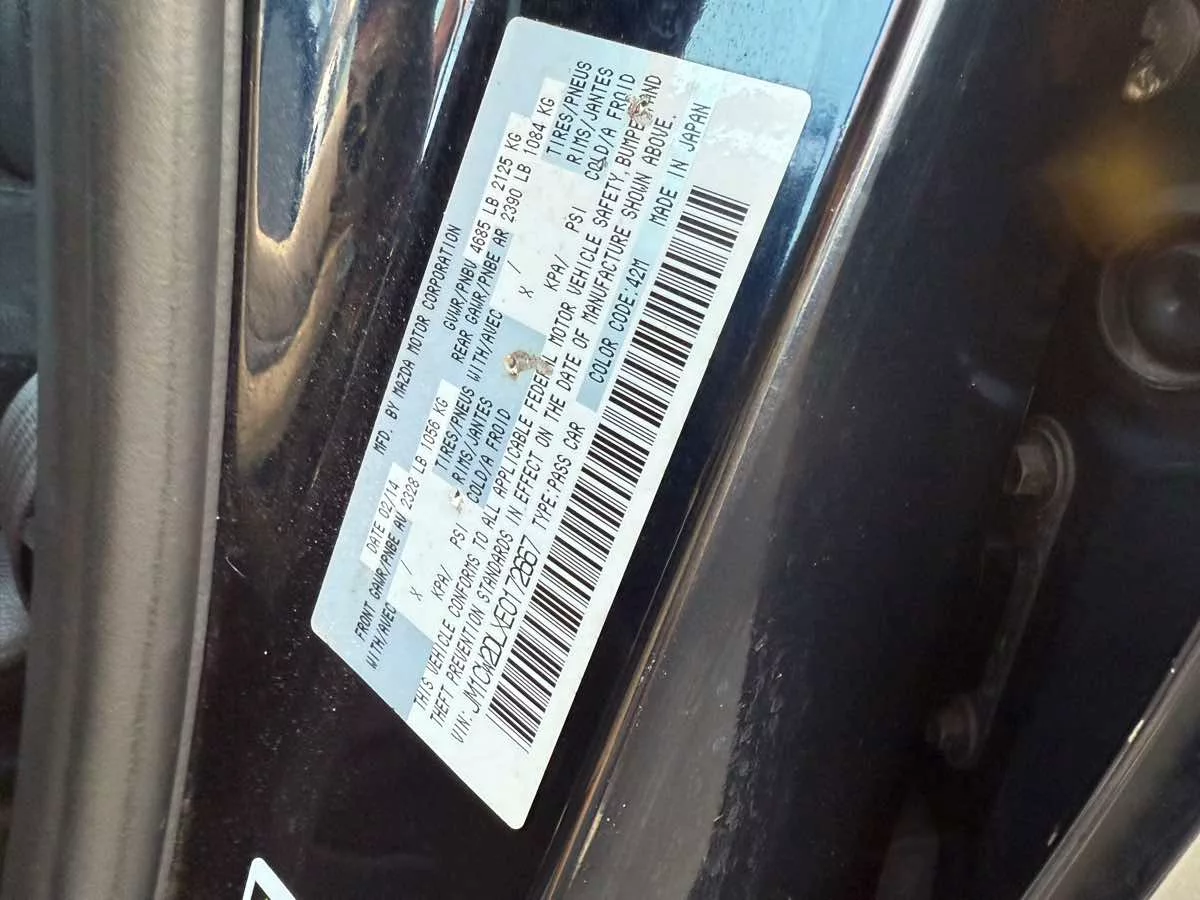 MFD. BY MAZDA MOTOR CORPORATION
DATE 02/14 GVWR/PNBV 4685 LB 2125 KG
FRONT GAWR/PNBE AV 2328 LB 1056 KG REAR GAWR/PNBE AR 2390 LB 1084 KG
WITH/AVEC TIRES/PNEUS WITH/AVEC TIRES/PNEUS
X / RIMS/JANTES X / RIMS/JANTES
KPA/ PSI COLD/A FROID KPA/ PSI COLD/A FROID
THIS VEHICLE CONFORMS TO ALL APPLICABLE FEDERAL MOTOR VEHICLE SAFETY, BUMPER AND
THEFT PREVENTION STANDARDS IN EFFECT ON THE DATE OF MANUFACTURE SHOWN ABOVE.
VIN: JM1CW2DLXE0172667 TYPE:PASS CAR COLOR CODE:42M MADE IN JAPAN